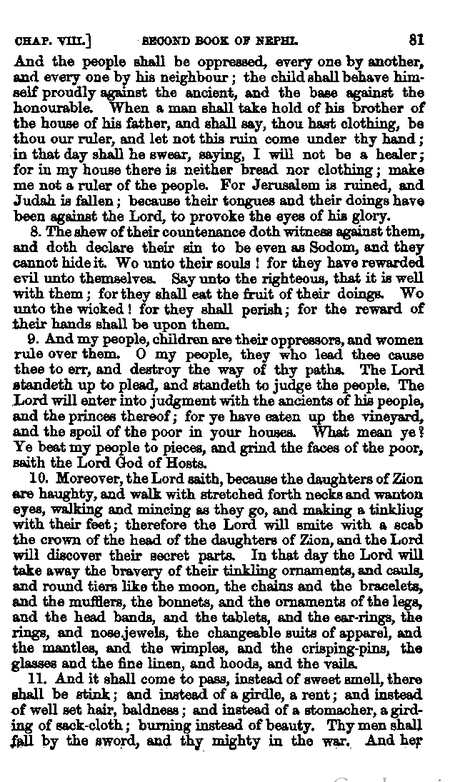 CHAP. VIII.] SECOND BOOK OF NEPHI. 81
And the people shall be oppressed, every one by another,
and every one by his neighbour; the child shall behave him-
self proudly against the ancient, and the base against the
honourable. When a man shall take hold of his brother of
the house of his father, and shall say, thou hast clothing, be
thou our ruler, and let not this ruin come under thy hand;
in that day shall he swear, saying, I will not be a healer;
for in my house there is neither bread nor clothing; make
me not a ruler of the people. For Jerusalem is ruined, and
Judah is fallen; because their tongues and their doings have
been against the Lord, to provoke the eyes of his glory.
8. The shew of their countenance doth witness against them,
and doth declare their sin to be even as Sodom, and they
cannot hide it. Wo unto their souls! for they have rewarded
evil unto themselves. Say unto the righteous, that it is well
with them; for they shall eat the fruit of their doings. Wo
unto the wicked! for they shall perish; for the reward of
their hands shall be upon them.
9. And my people, children are their oppressors, and women
rule over them. O my people, they who lead thee cause
thee to err, and destroy the way of thy paths. The Lord
standeth up to plead, and standeth to judge the people. The
Lord will enter into judgment with the ancients of his people,
and the princes thereof; for ye have eaten up the vineyard,
and the spoil of the poor in your houses. What mean ye?
Ye beat my people to pieces, and grind the faces of the poor,
saith the Lord God of Hosts.
10. Moreover, the Lord saith, because the daughters of Zion
are haughty, and walk with stretched forth necks and wanton
eyes, walking and mincing as they go, and making a tinkling
with their feet; therefore the Lord will smite with a scab
the crown of the head of the daughters of Zion, and the Lord
will discover their secret parts. In that day the Lord will
take away the bravery of their tinkling ornaments, and cauls,
and round tiers like the moon, the chains and the bracelets,
and the mufflers, the bonnets, and the ornaments of the legs,
and the head bands, and the tablets, and the ear-rings, the
rings, and nose jewels, the changeable suits of apparel, and
the mantles, and the wimples, and the crisping-pins, the
glasses and the fine linen, and hoods, and the vails.
11. And it shall come to pass, instead of sweet smell, there
shall be stink; and instead of a girdle, a rent; and instead
of well set hair, baldness; and instead of a stomacher, a gird-
ing of sack-cloth; burning instead of beauty. Thy men shall
fall by the sword, and thy mighty in the war. And her